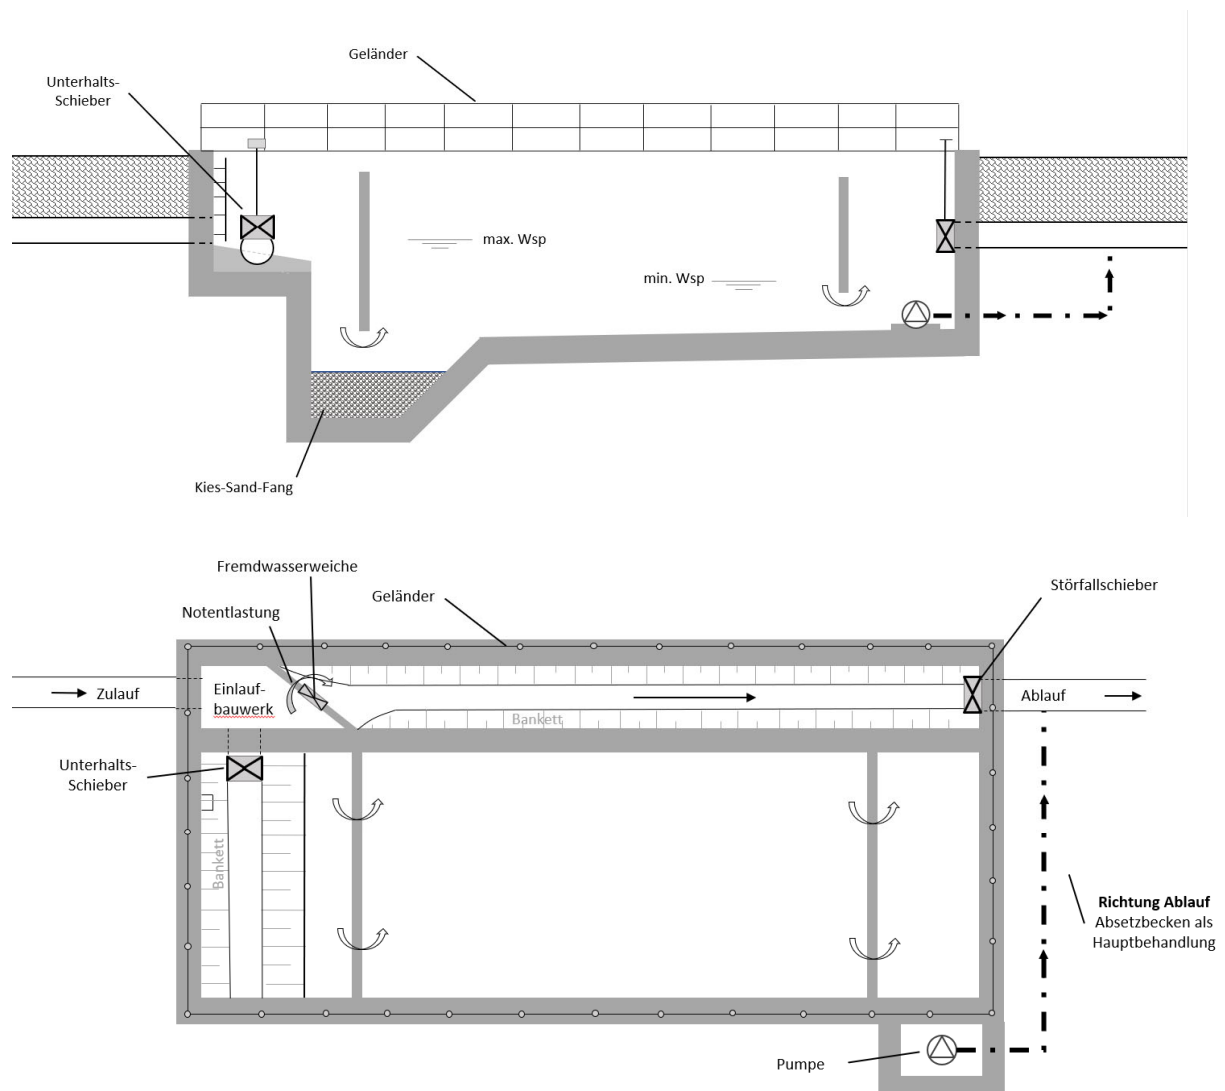 Geländer
Unterhalts-
Schieber
max. Wsp
min. Wsp
Kies-Sand-Fang
Fremdwasserweiche
Störfallschieber
Geländer
Notentlastung
Zulauf
Einlauf-
bauwerk
Ablauf
Bankett
Unterhalts-
Schieber
Bankett
Richtung Ablauf
Absetzbecken als
Hauptbehandlung
Pumpe